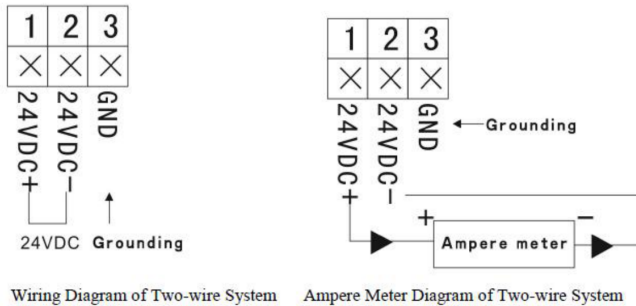 1 2 3
24VDC+ 24VDC- GND
24VDC Grounding
Wiring Diagram of Two-wire System
1 2 3
24VDC+ 24VDC- GND
Grounding
+ -
Ampere meter
Ampere Meter Diagram of Two-wire System